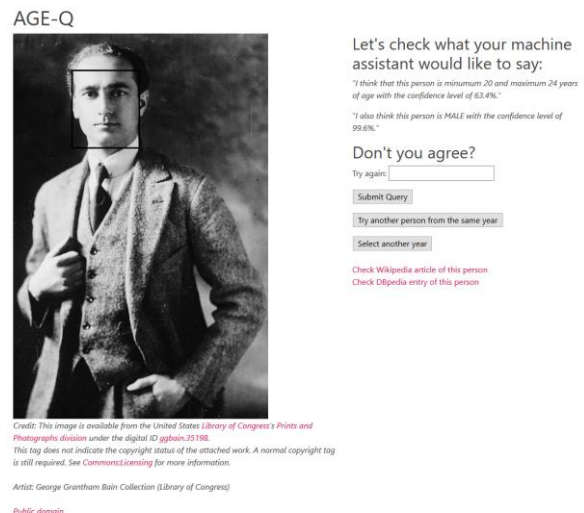 AGE-Q
Let's check what your machine
assistant would like to say:
"I think that this person is minumum 20 and maximum 24 years
of age with the confidence level of 63.4%."
"I also think this person is MALE with the confidence level of
99.6%."
Don't you agree?
Try again:
Submit Query
Try another person from the same year
Select another year
Check Wikipedia article of this person
Check DBpedia entry of this person
Credit: This image is available from the United States Library of Congress's Prints and
Photographs division under the digital ID ggbain.35198.
This tag does not indicate the copyright status of the attached work. A normal copyright tag
is still required. See Commons:Licensing for more information.
Artist: George Grantham Bain Collection (Library of Congress)
Public domain